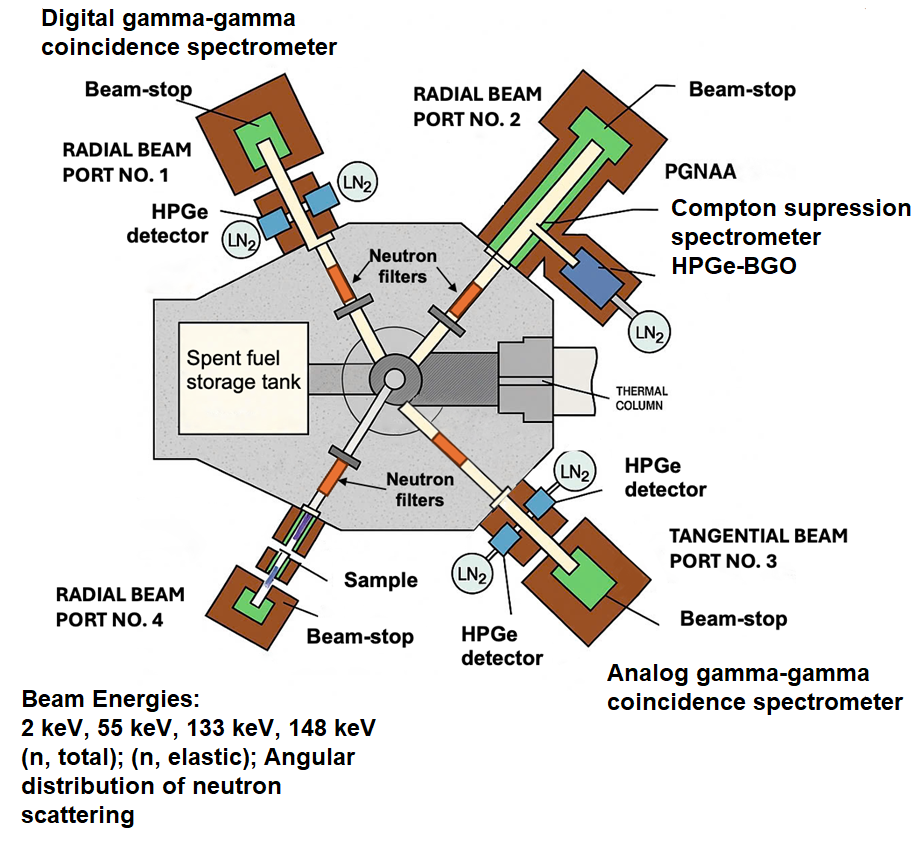 Digital gamma-gamma
coincidence spectrometer
Beam-stop
RADIAL BEAM
PORT NO. 1
LN2
HPGe
detector
LN2
RADIAL BEAM
PORT NO. 2
Beam-stop
PGNAA
Compton supression
spectrometer
HPGe-BGO
LN2
Neutron
filters
Spent fuel
storage tank
THERMAL
COLUMN
Neutron
filters
LN2
HPGe
detector
TANGENTIAL BEAM
PORT NO. 3
LN2
Sample
RADIAL BEAM
PORT NO. 4
Beam-stop
HPGe
detector
Beam-stop
Analog gamma-gamma
coincidence spectrometer
Beam Energies:
2 keV, 55 keV, 133 keV, 148 keV
(n, total); (n, elastic); Angular
distribution of neutron
scattering